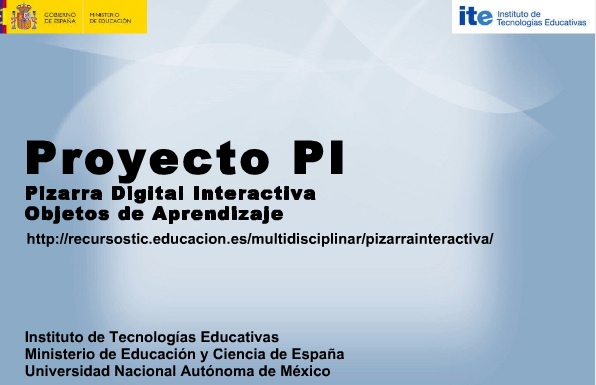 GOBIERNO
DE ESPAÑA
MINISTERIO
DE EDUCACIÓN
ite Instituto de
Tecnologías Educativas
Proyecto PI
Pizarra Digital Interactiva
Objetos de Aprendizaje
http://recursostic.educacion.es/multidisciplinar/pizarrainteractiva/
Instituto de Tecnologías Educativas
Ministerio de Educación y Ciencia de España
Universidad Nacional Autónoma de México